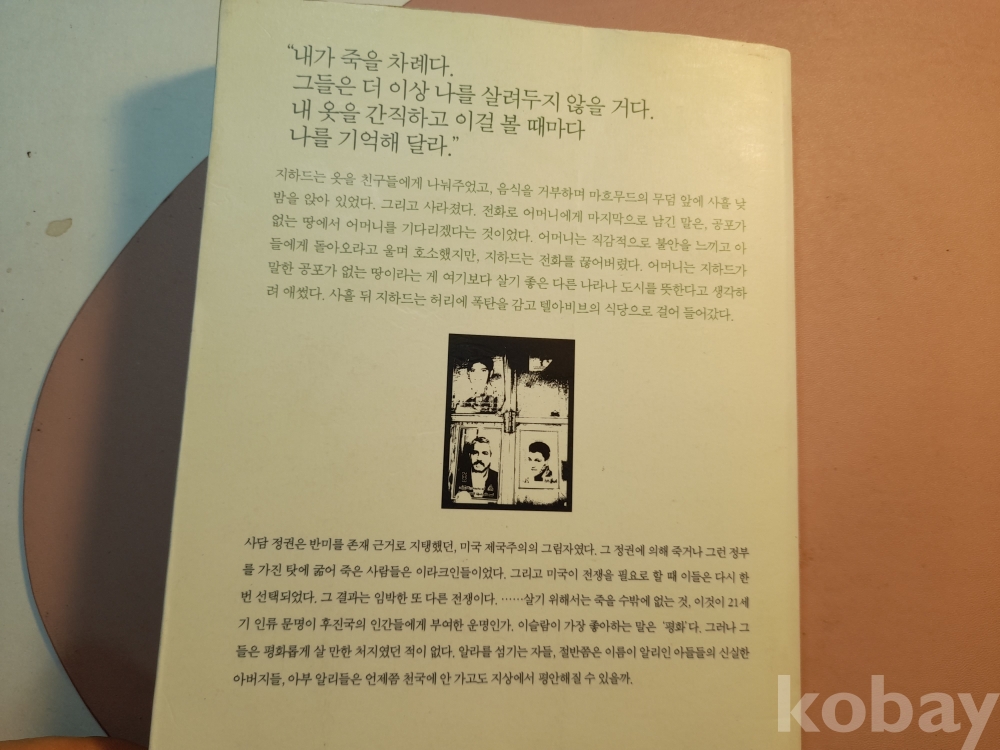 “내가 죽을 차례다.
그들은 더 이상 나를 살려두지 않을 거다.
내 옷을 간직하고 이걸 볼 때마다
나를 기억해 달라.”
지하드는 옷을 친구들에게 나눠주었고, 음식을 거부하며 마흐무드의 무덤 앞에 사흘 낮
밤을 앉아 있었다. 그리고 사라졌다. 전화로 어머니에게 마지막으로 남긴 말은, 공포가
없는 땅에서 어머니를 기다리겠다는 것이었다. 어머니는 직감적으로 불안을 느끼고 아
들에게 돌아오라고 울며 호소했지만, 지하드는 전화를 끊어버렸다. 어머니는 지하드가
말한 공포가 없는 땅이라는 게 여기보다 살기 좋은 다른 나라나 도시를 뜻한다고 생각하
려 애썼다. 사흘 뒤 지하드는 허리에 폭탄을 감고 텔아비브의 식당으로 걸어 들어갔다.
사담 정권은 반미를 존재 근거로 지탱했던, 미국 제국주의의 그림자였다. 그 정권에 의해 죽거나 그런 정부
를 가진 탓에 굶어 죽은 사람들은 이라크인들이었다. 그리고 미국이 전쟁을 필요로 할 때 이들은 다시 한
번 선택되었다. 그 결과는 임박한 또 다른 전쟁이다. ……살기 위해서는 죽을 수밖에 없는 것, 이것이 21세
기 인류 문명이 후진국의 인간들에게 부여한 운명인가. 이슬람이 가장 좋아하는 말은 ‘평화’다. 그러나 그
들은 평화롭게 살 만한 처지였던 적이 없다. 알라를 섬기는 자들, 절반쯤은 이름이 알리인 아들들의 신실한
아버지들, 아부 알리들은 언제쯤 천국에 안 가고도 지상에서 평안해질 수 있을까.
kobay